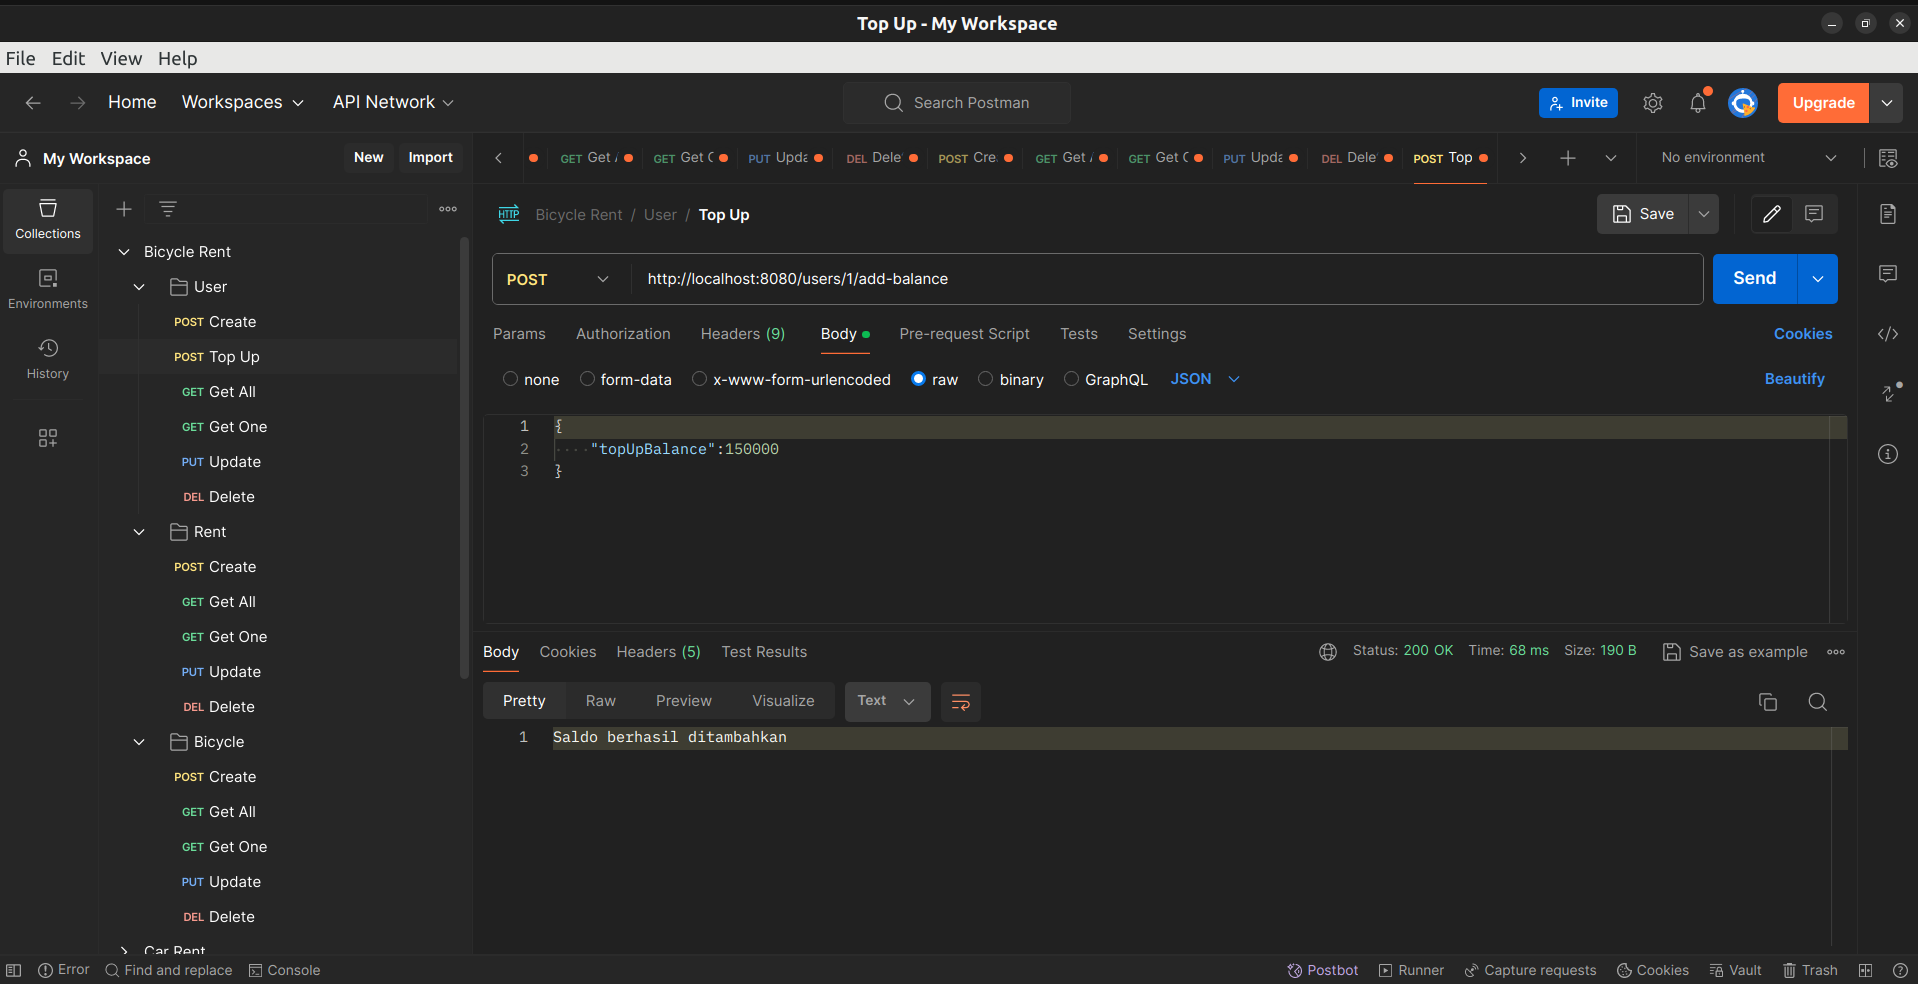 Top Up - My Workspace
File Edit View Help
Home Workspaces API Network Search Postman Invite Upgrade
My Workspace New Import GET Get GET Get PUT Upda DEL Dele POST Cre GET Get GET Get PUT Upda DEL Dele POST Top No environment
Collections
Environments
History
Bicycle Rent
User
POST Create
POST Top Up
GET Get All
GET Get One
PUT Update
DEL Delete
Rent
POST Create
GET Get All
GET Get One
PUT Update
DEL Delete
Bicycle
POST Create
GET Get All
GET Get One
PUT Update
DEL Delete
Car Rent
HTTP Bicycle Rent / User / Top Up Save
POST http://localhost:8080/users/1/add-balance Send
Params Authorization Headers (9) Body Pre-request Script Tests Settings Cookies
none form-data x-www-form-urlencoded raw binary GraphQL JSON Beautify
1 {
2 "topUpBalance":150000
3 }
Body Cookies Headers (5) Test Results Status: 200 OK Time: 68 ms Size: 190 B Save as example
Pretty Raw Preview Visualize Text
1 Saldo berhasil ditambahkan
Error Find and replace Console Postbot Runner Capture requests Cookies Vault Trash